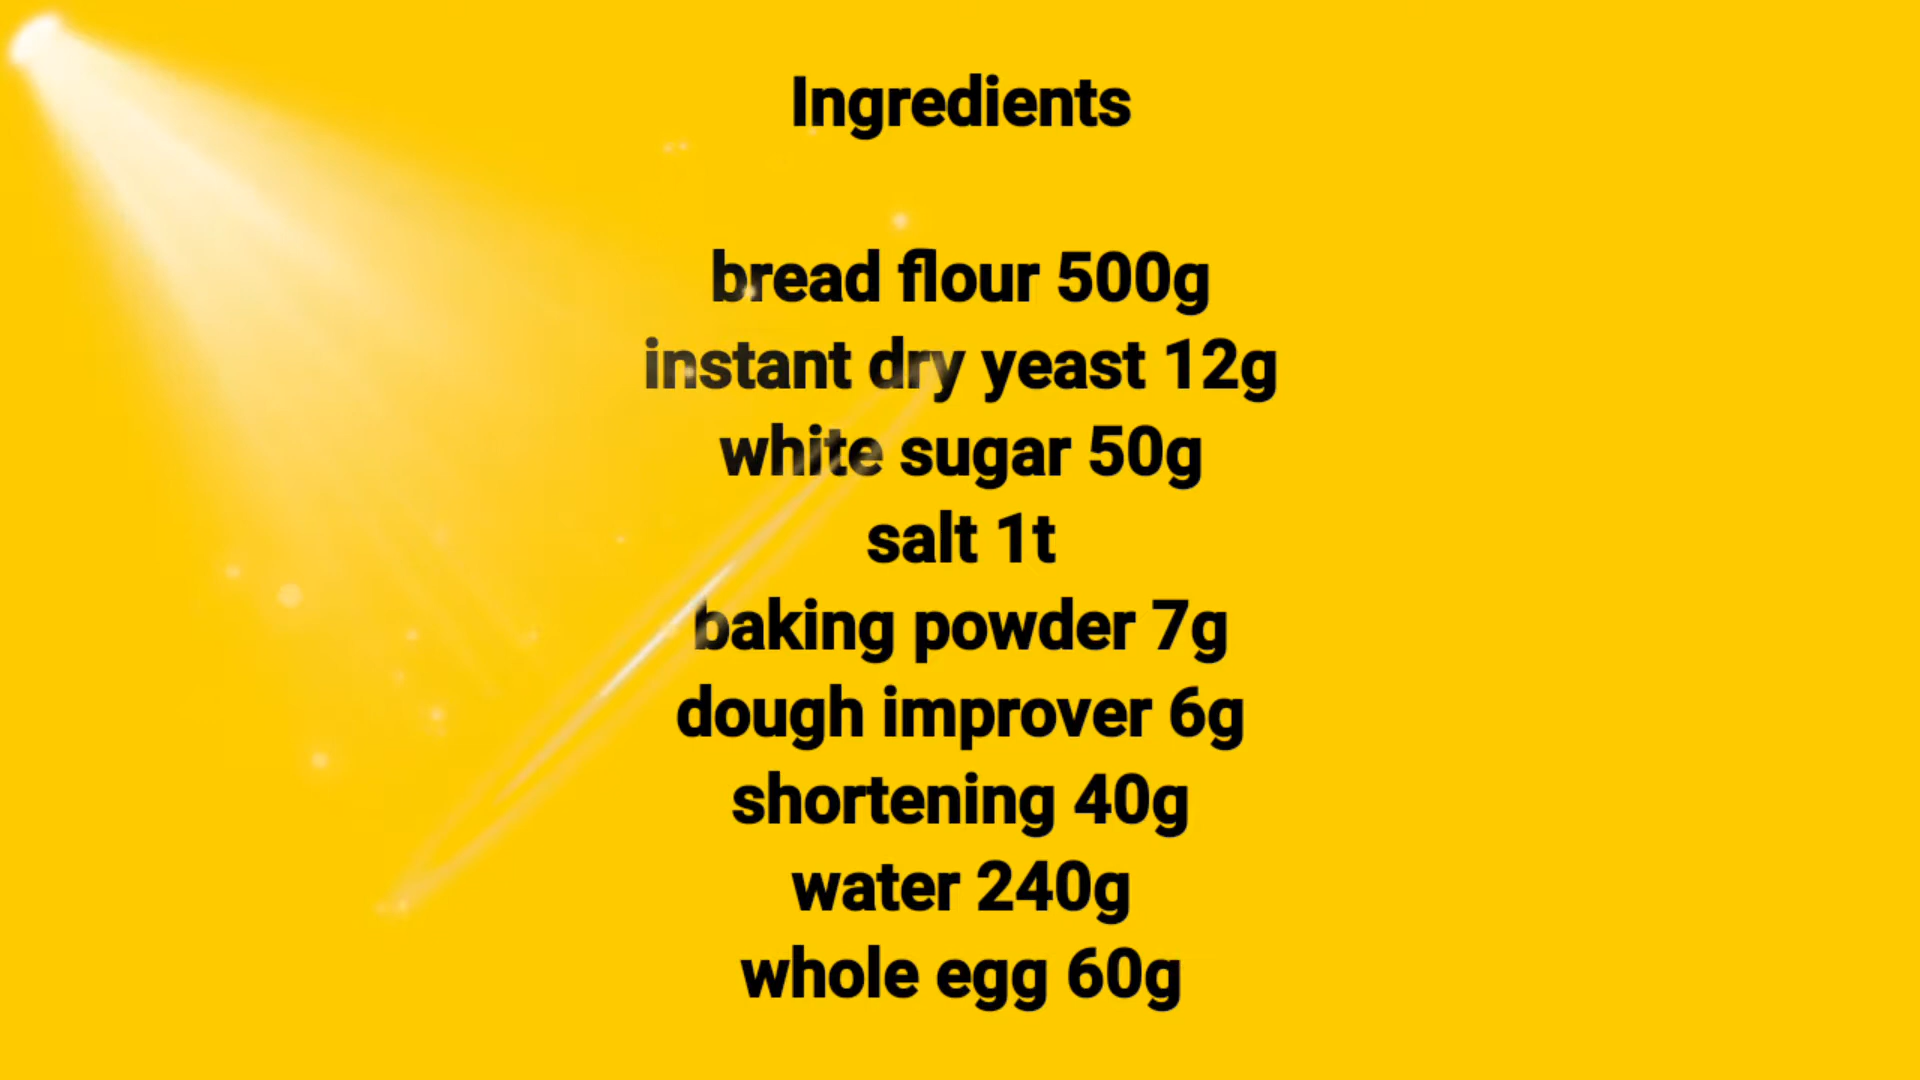 Ingredients
bread flour 500g
instant dry yeast 12g
white sugar 50g
salt 1t
baking powder 7g
dough improver 6g
shortening 40g
water 240g
whole egg 60g